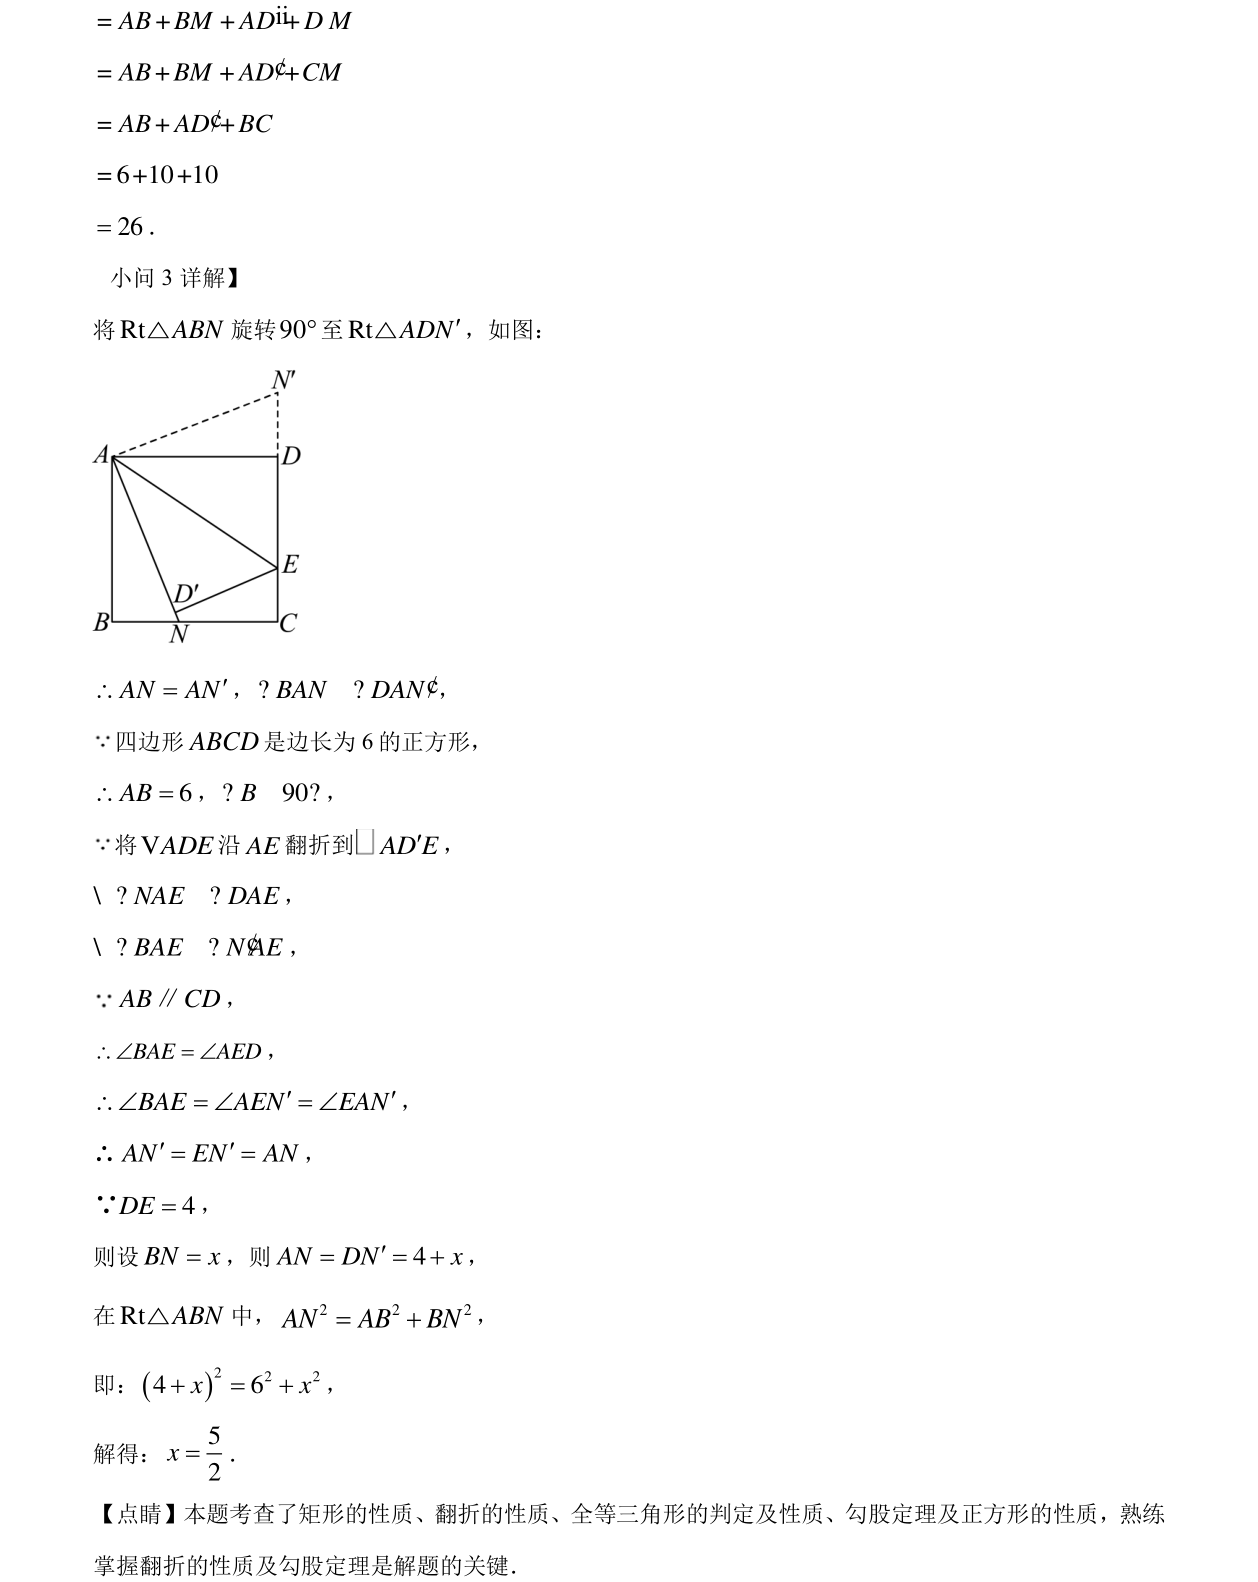 = AB + BM + AD¢¢ + D M
= AB + BM + AD¢ + CM
= AB + AD¢ + BC
= 6 +10 +10
= 26 .
小问 3 详解】
将 Rt△ABN 旋转 90° 至 Rt△ADN′，如图：
N′
A
D
E
D′
B
N
C
∴ AN = AN′，? BAN ? DAN¢，
∵四边形 ABCD 是边长为 6 的正方形，
∴ AB = 6，? B 90?，
∵将 VADE 沿 AE 翻折到 AD′E，
\ ? NAE ? DAE，
\ ? BAE ? N¢AE，
∵ AB ∥ CD，
∴∠BAE = ∠AED，
∴∠BAE = ∠AEN′ = ∠EAN′，
∴ AN′ = EN′ = AN，
∵DE = 4，
则设 BN = x，则 AN = DN′ = 4 + x，
在 Rt△ABN 中， AN² = AB² + BN²，
即：(4 + x)² = 6² + x²，
解得： x = 5/2．
【点睛】本题考查了矩形的性质、翻折的性质、全等三角形的判定及性质、勾股定理及正方形的性质，熟练
掌握翻折的性质及勾股定理是解题的关键．